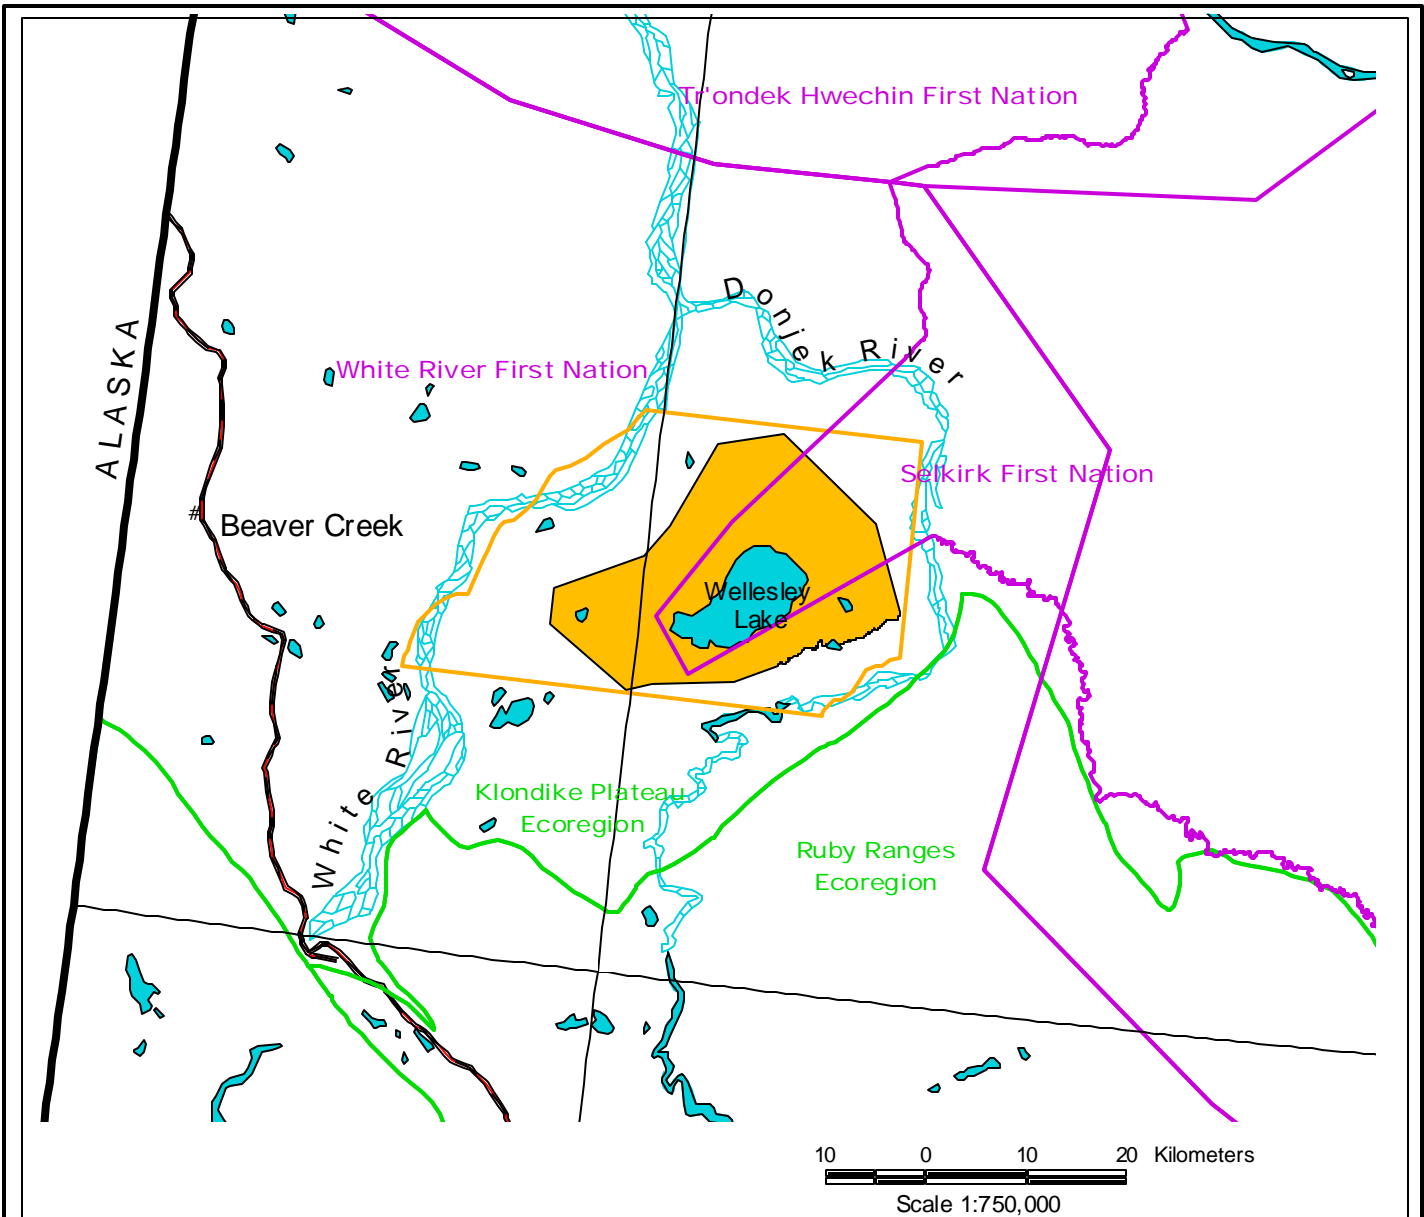 Tr'ondek Hwechin First Nation
Donjek River
ALASKA
White River First Nation
Selkirk First Nation
# Beaver Creek
Wellesley
Lake
White River
Klondike Plateau
Ecoregion
Ruby Ranges
Ecoregion
10 0 10 20 Kilometers
Scale 1:750,000